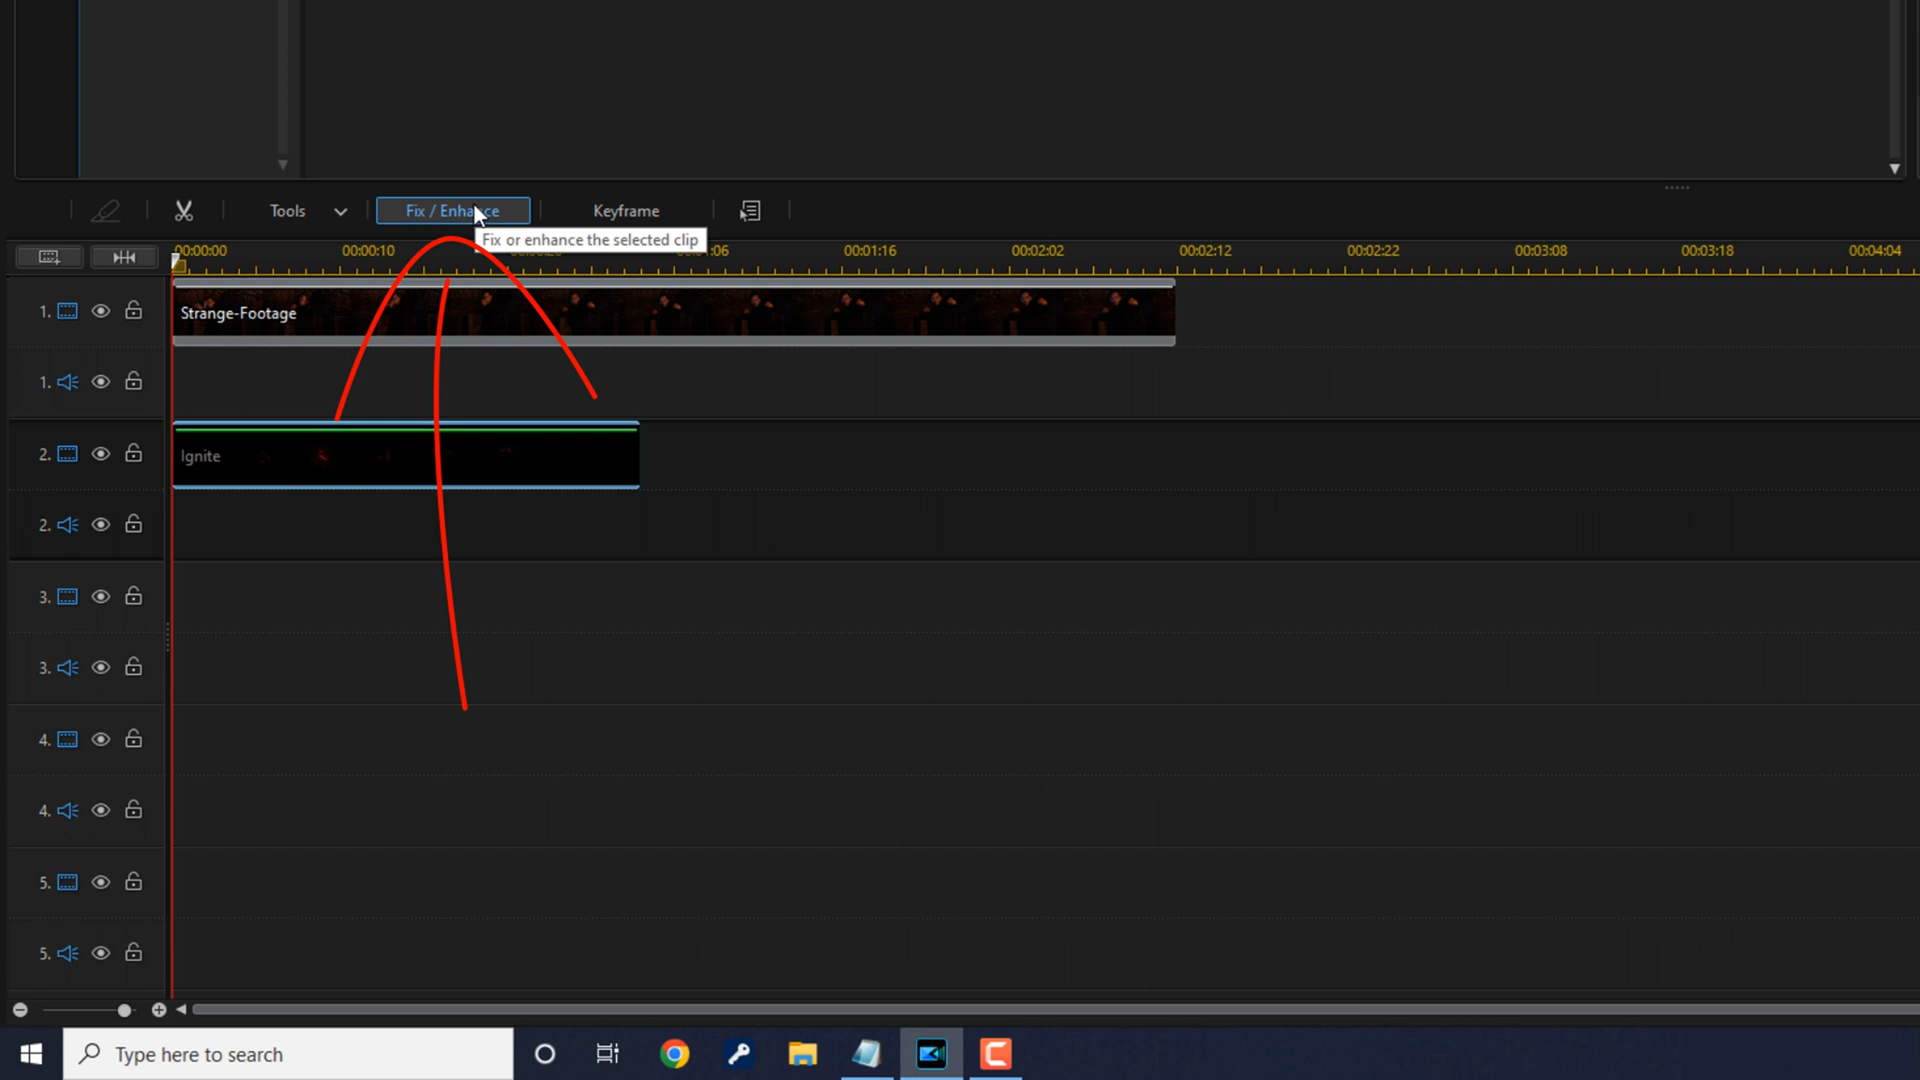 Tools
Fix / Enhance
Keyframe
Fix or enhance the selected clip
00:00:00 00:00:10 :06 00:01:16 00:02:02 00:02:12 00:02:22 00:03:08 00:03:18 00:04:04
1. Strange-Footage
1.
2. Ignite
2.
3.
3.
4.
4.
5.
5.
Type here to search